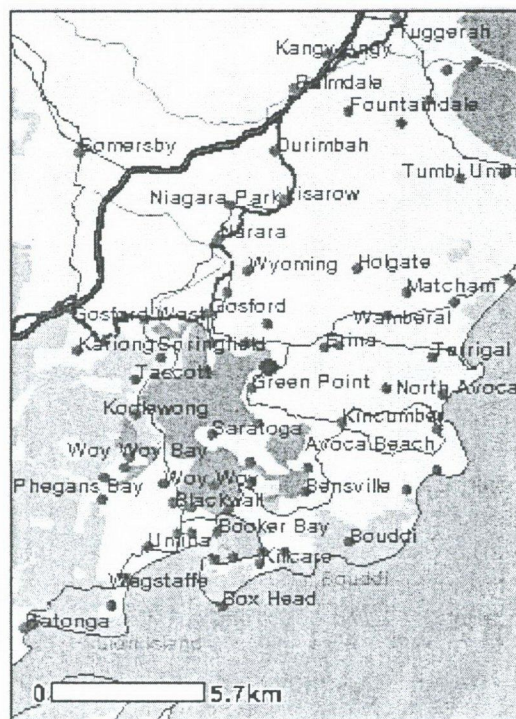 Tuggerah
Kangy Angy
Palmdale
Fountaindale
Somersby
Ourimbah
Tumbi Umbi
Niagara Park
Lisarow
Narara
Wyoming
Holgate
Matcham
Gosford West
Gosford
Wamberal
Kariong
Springfield
Erina
Terrigal
Tascott
Green Point
North Avoca
Koolewong
Saratoga
Kincumber
Woy Woy Bay
Avoca Beach
Phegans Bay
Woy Woy
Bensville
Blackwall
Booker Bay
Umina
Bouddi
Killcare
Bouddi
Wagstaffe
Box Head
Patonga
0 5.7km